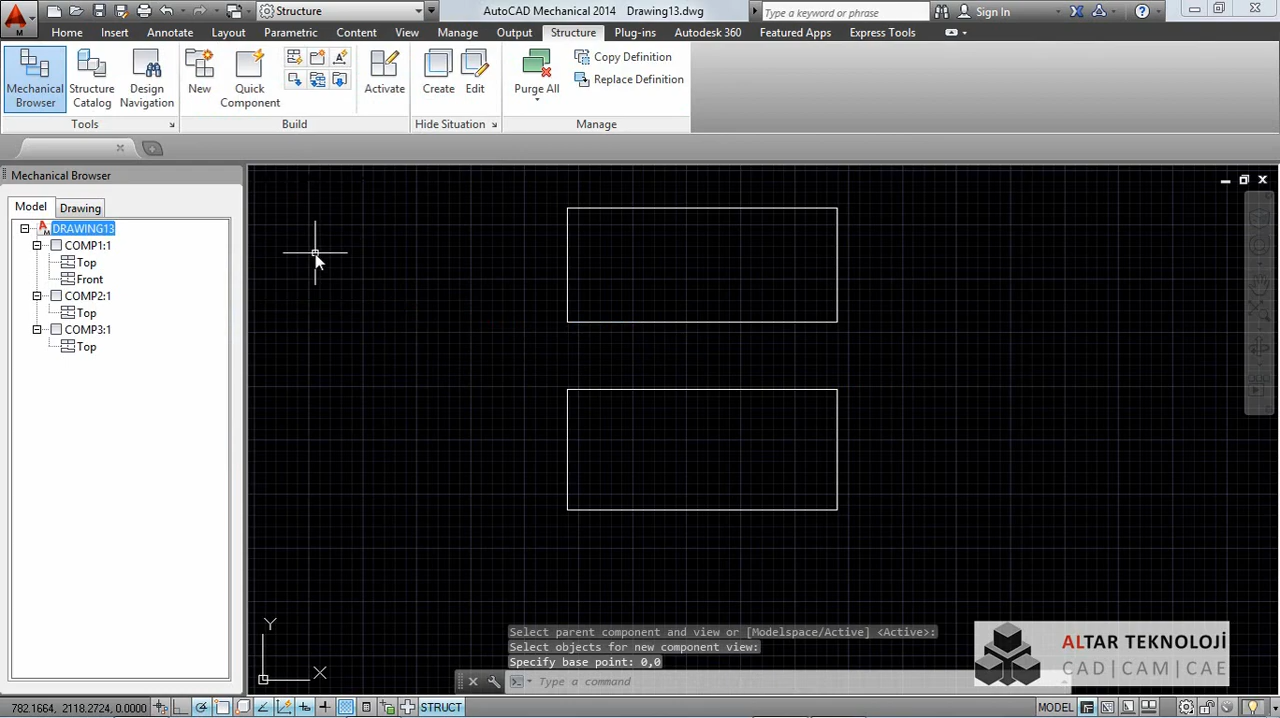 Structure
AutoCAD Mechanical 2014 Drawing13.dwg
Type a keyword or phrase
Sign In
M
Home Insert Annotate Layout Parametric Content View Manage Output Structure Plug-ins Autodesk 360 Featured Apps Express Tools
Mechanical Browser
Structure Catalog
Design Navigation
New
Quick Component
Activate
Create
Edit
Purge All
Copy Definition
Replace Definition
Tools
Build
Hide Situation
Manage
Mechanical Browser
Model
Drawing
DRAWING13
COMP1:1
Top
Front
COMP2:1
Top
COMP3:1
Top
Y
X
Select parent component and view or [Modelspace/Active] <Active>:
Select objects for new component view:
Specify base point: 0,0
Type a command
ALTAR TEKNOLOJİ
CAD|CAM|CAE
782.1664, 2118.2724, 0.0000
STRUCT
MODEL